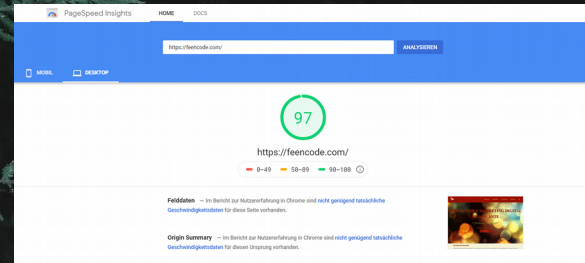 PageSpeed Insights HOME DOCS
https://feencode.com/ ANALYSIEREN
MOBIL DESKTOP
97
https://feencode.com/
0–49 50–89 90–100
Felddaten — Im Bericht zur Nutzererfahrung in Chrome sind nicht genügend tatsächliche
Geschwindigkeitsdaten für diese Seite vorhanden.
Origin Summary — Im Bericht zur Nutzererfahrung in Chrome sind nicht genügend tatsächliche
Geschwindigkeitsdaten für diesen Ursprung vorhanden.